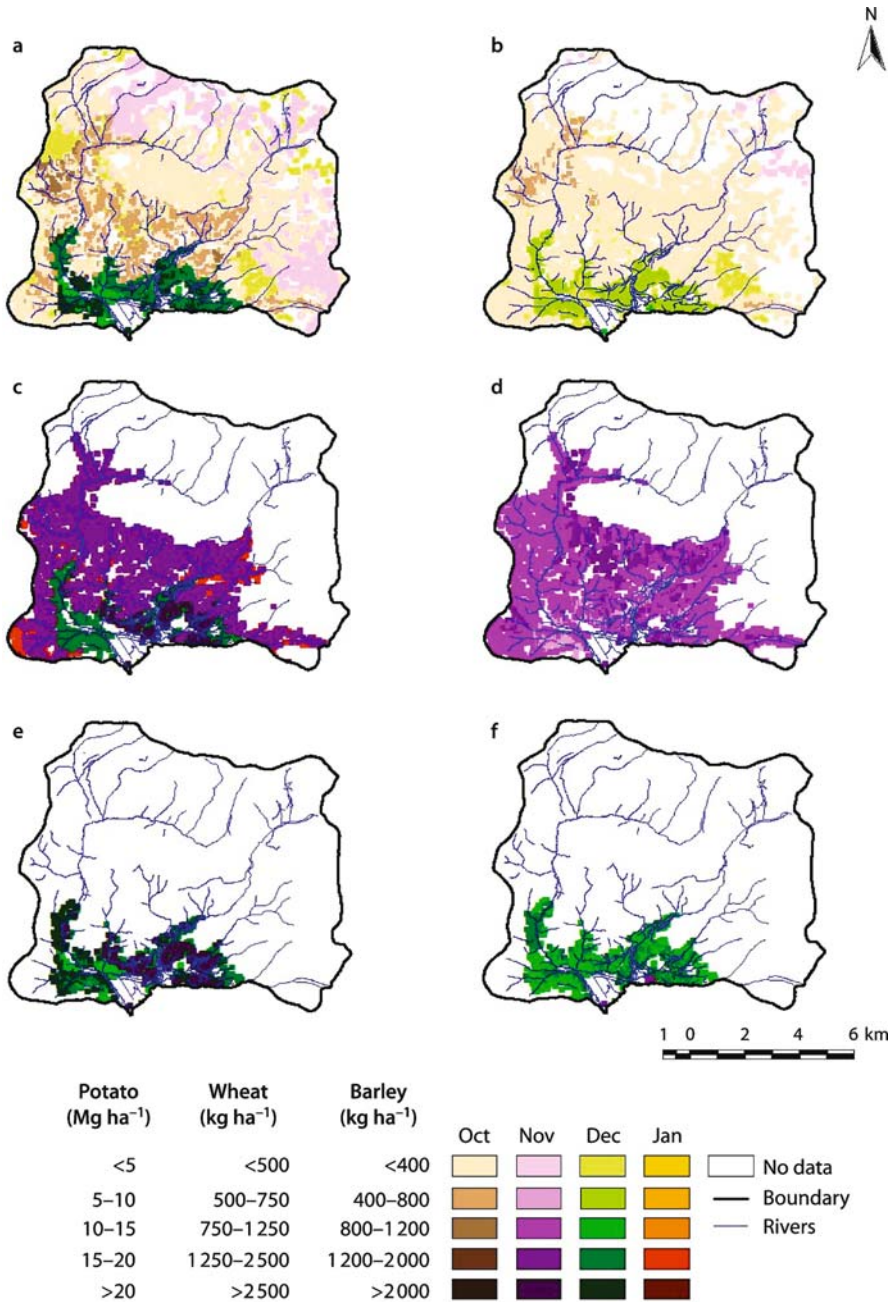 N
a
b
c
d
e
f
1 0 2 4 6 km
Potato Wheat Barley
(Mg ha⁻¹) (kg ha⁻¹) (kg ha⁻¹)
Oct Nov Dec Jan
<5 <500 <400 No data
5–10 500–750 400–800 Boundary
10–15 750–1 250 800–1 200 Rivers
15–20 1 250–2 500 1 200–2 000
>20 >2 500 >2 000